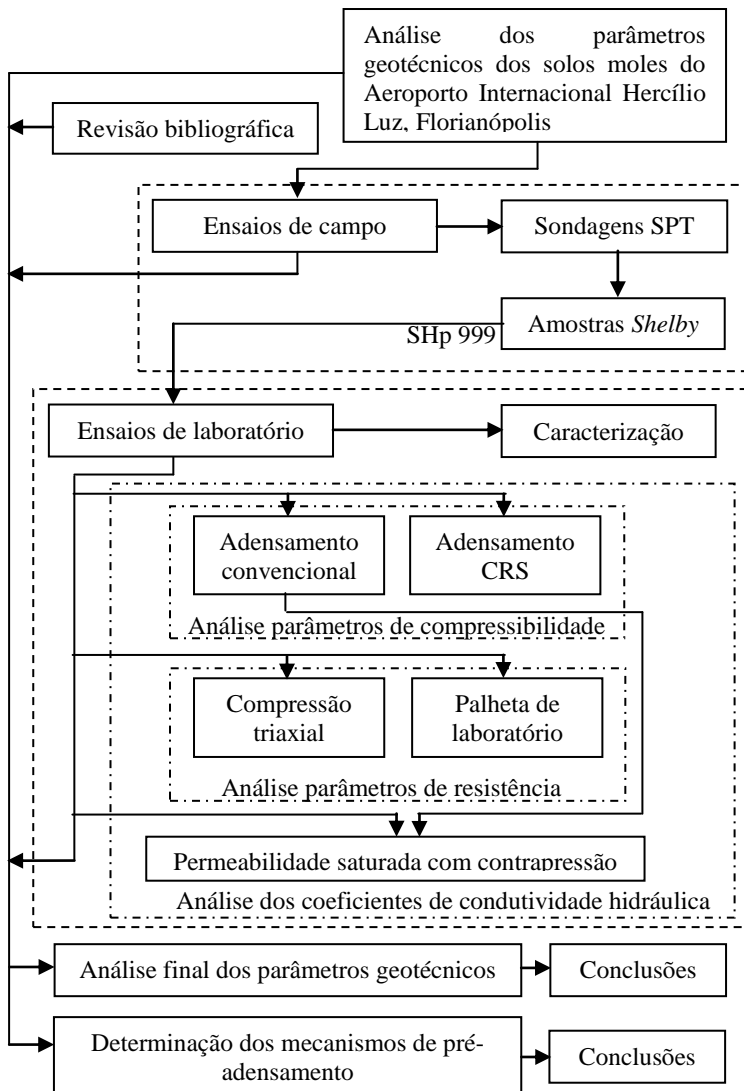 Análise dos parâmetros
geotécnicos dos solos moles do
Aeroporto Internacional Hercílio
Luz, Florianópolis
Revisão bibliográfica
Ensaios de campo
Sondagens SPT
Amostras Shelby
SHp 999
Ensaios de laboratório
Caracterização
Adensamento
convencional
Adensamento
CRS
Análise parâmetros de compressibilidade
Compressão
triaxial
Palheta de
laboratório
Análise parâmetros de resistência
Permeabilidade saturada com contrapressão
Análise dos coeficientes de condutividade hidráulica
Análise final dos parâmetros geotécnicos
Conclusões
Determinação dos mecanismos de pré-
adensamento
Conclusões